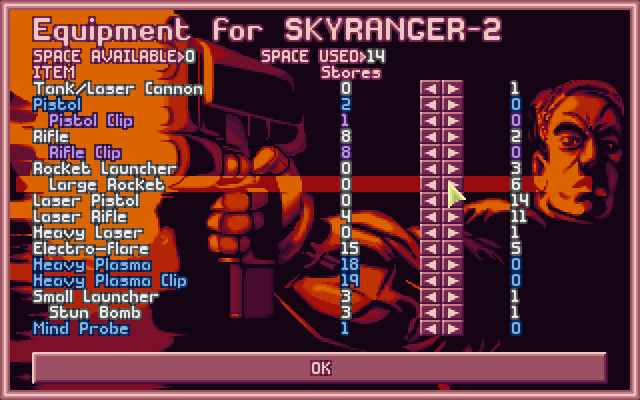 Equipment for SKYRANGER-2
SPACE AVAILABLE>0 SPACE USED>14
ITEM Stores
Tank/Laser Cannon 0 1
Pistol 2 0
Pistol Clip 1 0
Rifle 8 2
Rifle Clip 8 0
Rocket Launcher 0 3
Large Rocket 0 6
Laser Pistol 0 14
Laser Rifle 4 11
Heavy Laser 0 1
Electro-flare 15 5
Heavy Plasma 18 0
Heavy Plasma Clip 19 0
Small Launcher 3 1
Stun Bomb 3 1
Mind Probe 1 0
OK